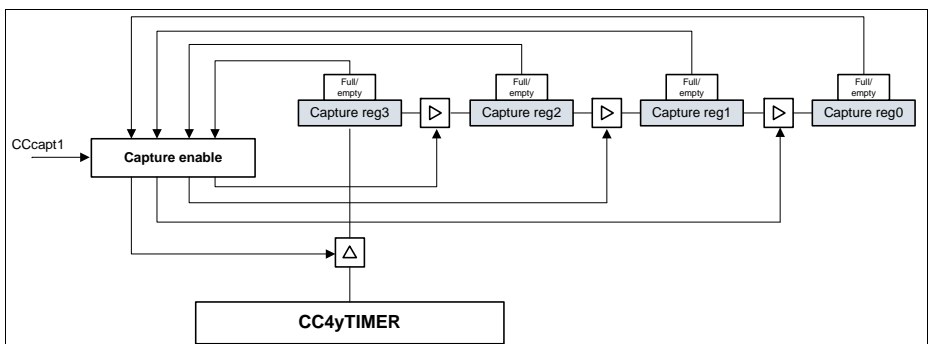 Full/
empty
Full/
empty
Full/
empty
Full/
empty
Capture reg3
Capture reg2
Capture reg1
Capture reg0
CCcapt1
Capture enable
CC4yTIMER